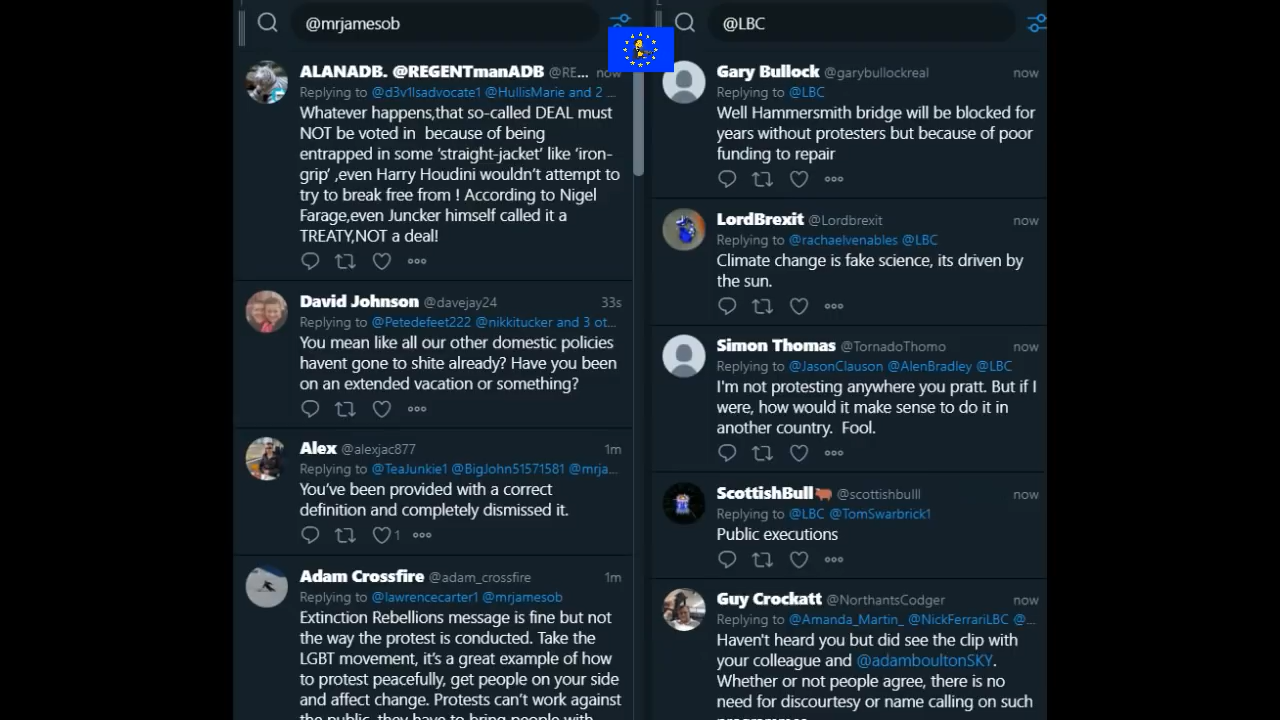 @mrjamesob
ALANADB. @REGENTmanADB @RE... now
Replying to @d3v1lsadvocate1 @HullisMarie and 2 ...
Whatever happens,that so-called DEAL must
NOT be voted in because of being
entrapped in some ‘straight-jacket’ like ‘iron-
grip’ ,even Harry Houdini wouldn’t attempt to
try to break free from ! According to Nigel
Farage,even Juncker himself called it a
TREATY,NOT a deal!
David Johnson @davejay24 33s
Replying to @Petedefeet222 @nikkitucker and 3 ot...
You mean like all our other domestic policies
havent gone to shite already? Have you been
on an extended vacation or something?
Alex @alexjac877 1m
Replying to @TeaJunkie1 @BigJohn51571581 @mrja...
You’ve been provided with a correct
definition and completely dismissed it.
1
Adam Crossfire @adam_crossfire 1m
Replying to @lawrencecarter1 @mrjamesob
Extinction Rebellions message is fine but not
the way the protest is conducted. Take the
LGBT movement, it’s a great example of how
to protest peacefully, get people on your side
and affect change. Protests can’t work against
the public, they have to bring people with
@LBC
Gary Bullock @garybullockreal now
Replying to @LBC
Well Hammersmith bridge will be blocked for
years without protesters but because of poor
funding to repair
LordBrexit @Lordbrexit now
Replying to @rachaelvenables @LBC
Climate change is fake science, its driven by
the sun.
Simon Thomas @TornadoThomo now
Replying to @JasonClauson @AlenBradley @LBC
I'm not protesting anywhere you pratt. But if I
were, how would it make sense to do it in
another country. Fool.
ScottishBull @scottishbulll now
Replying to @LBC @TomSwarbrick1
Public executions
Guy Crockatt @NorthantsCodger now
Replying to @Amanda_Martin_ @NickFerrariLBC @...
Haven't heard you but did see the clip with
your colleague and @adamboultonSKY.
Whether or not people agree, there is no
need for discourtesy or name calling on such
programmes.